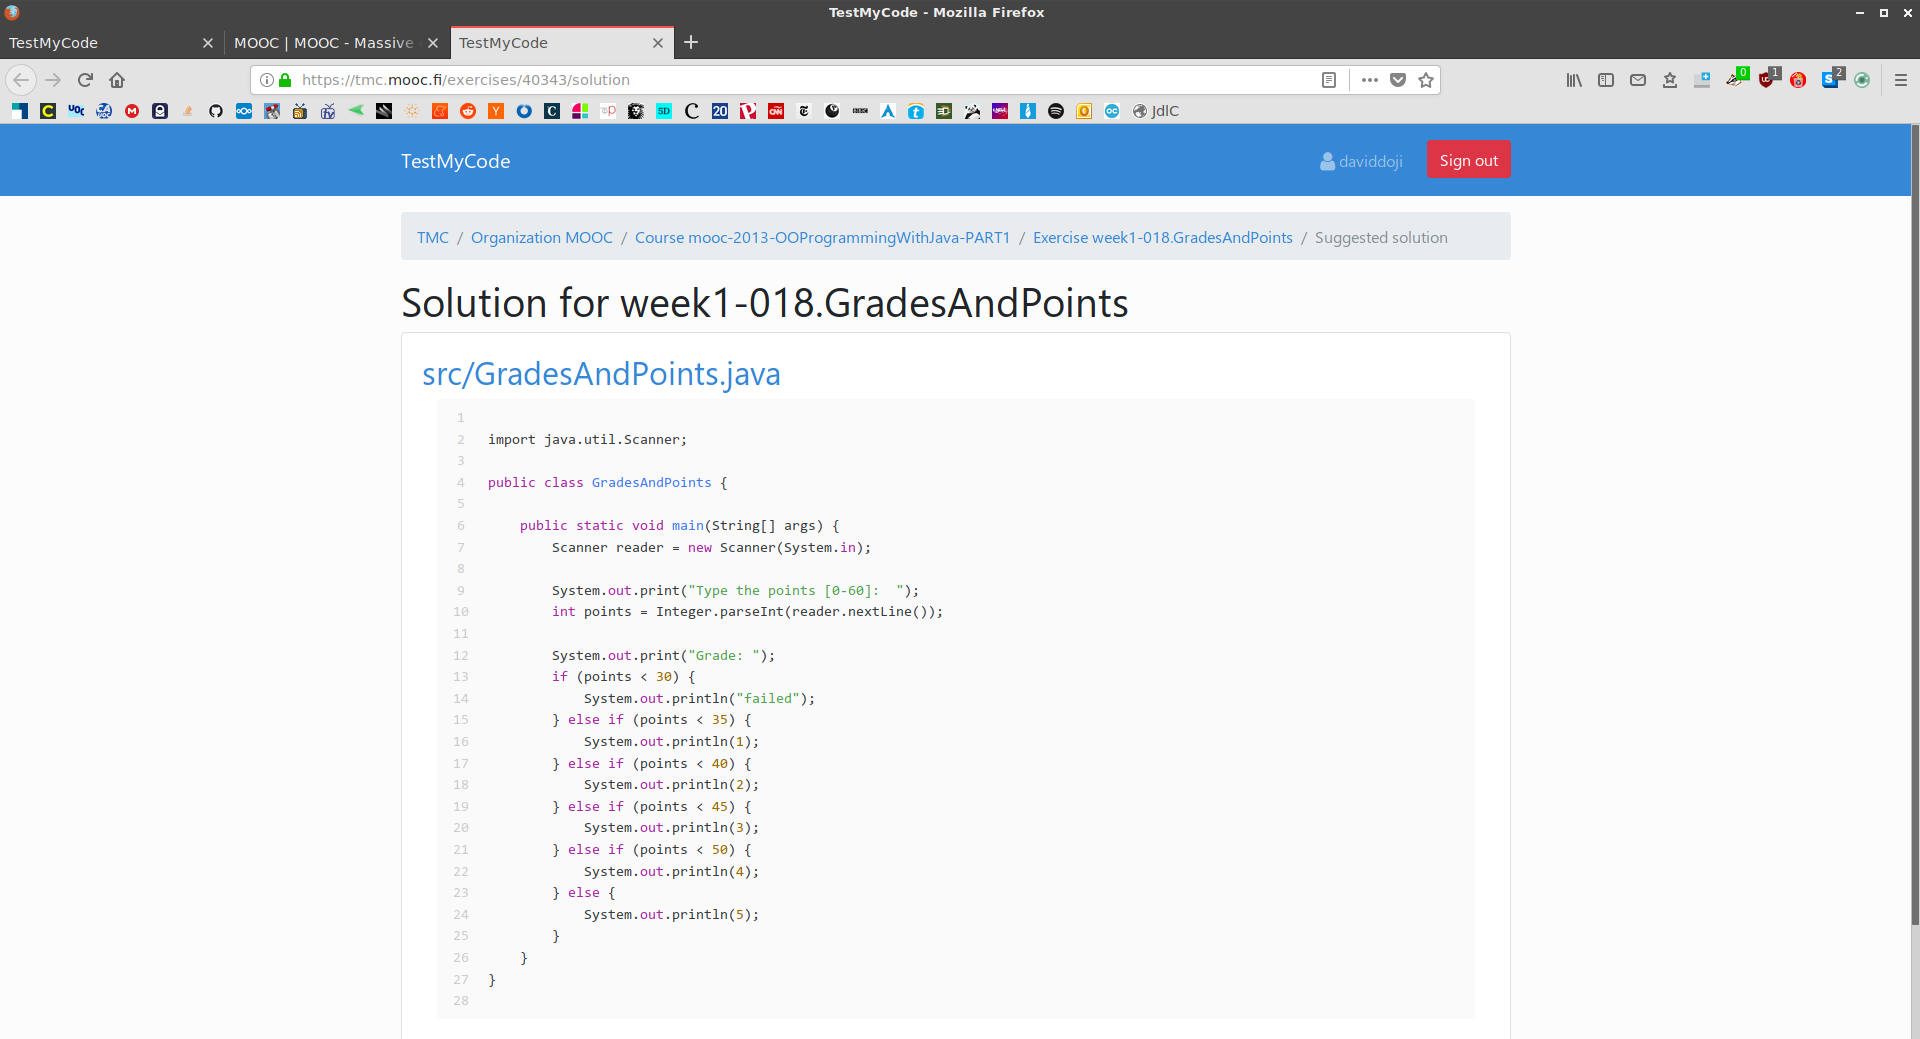 TestMyCode - Mozilla Firefox
TestMyCode
MOOC | MOOC - Massive
TestMyCode
https://tmc.mooc.fi/exercises/40343/solution
0
1
2
JdlC
TestMyCode
daviddoji
Sign out
TMC / Organization MOOC / Course mooc-2013-OOProgrammingWithJava-PART1 / Exercise week1-018.GradesAndPoints / Suggested solution
Solution for week1-018.GradesAndPoints
src/GradesAndPoints.java
1
2 import java.util.Scanner;
3
4 public class GradesAndPoints {
5
6     public static void main(String[] args) {
7         Scanner reader = new Scanner(System.in);
8
9         System.out.print("Type the points [0-60]:  ");
10         int points = Integer.parseInt(reader.nextLine());
11
12         System.out.print("Grade: ");
13         if (points < 30) {
14             System.out.println("failed");
15         } else if (points < 35) {
16             System.out.println(1);
17         } else if (points < 40) {
18             System.out.println(2);
19         } else if (points < 45) {
20             System.out.println(3);
21         } else if (points < 50) {
22             System.out.println(4);
23         } else {
24             System.out.println(5);
25         }
26     }
27 }
28